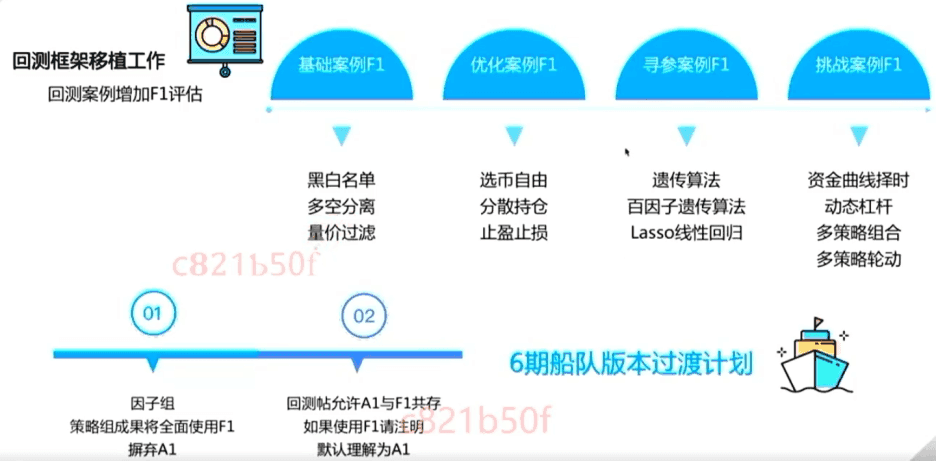 回测框架移植工作
回测案例增加F1评估
基础案例F1
优化案例F1
寻参案例F1
挑战案例F1
黑白名单
多空分离
量价过滤
选币自由
分散持仓
止盈止损
遗传算法
百因子遗传算法
Lasso线性回归
资金曲线择时
动态杠杆
多策略组合
多策略轮动
c821b50f
01
02
因子组
策略组成果将全面使用F1
摒弃A1
回测帖允许A1与F1共存
如果使用F1请注明
默认理解为A1
c821b50f
6期船队版本过渡计划